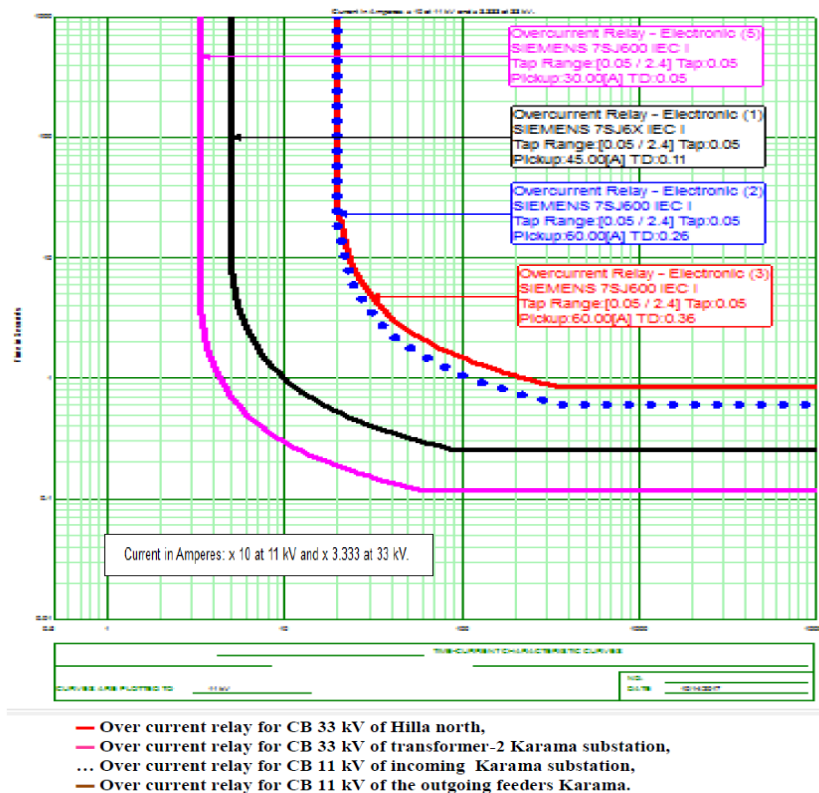 Current in Amperes: x 10 at 11 kV and x 3.333 at 33 kV.
Overcurrent Relay - Electronic (5)
SIEMENS 7SJ600 IEC I
Tap Range:[0.05 / 2.4] Tap:0.05
Pickup:30.00[A] TD:0.05
Overcurrent Relay - Electronic (1)
SIEMENS 7SJ6X IEC I
Tap Range:[0.05 / 2.4] Tap:0.05
Pickup:45.00[A] TD:0.11
Overcurrent Relay - Electronic (2)
SIEMENS 7SJ600 IEC I
Tap Range:[0.05 / 2.4] Tap:0.05
Pickup:60.00[A] TD:0.26
Overcurrent Relay - Electronic (3)
SIEMENS 7SJ600 IEC I
Tap Range:[0.05 / 2.4] Tap:0.05
Pickup:60.00[A] TD:0.36
Time in Seconds
Current in Amperes: x 10 at 11 kV and x 3.333 at 33 kV.
0.01
0.5 1 10 100 1000
TIME-CURRENT CHARACTERISTIC CURVES
CURVES ARE PLOTTED TO 11 kV
NO.
DATE
Over current relay for CB 33 kV of Hilla north,
Over current relay for CB 33 kV of transformer-2 Karama substation,
... Over current relay for CB 11 kV of incoming Karama substation,
Over current relay for CB 11 kV of the outgoing feeders Karama.